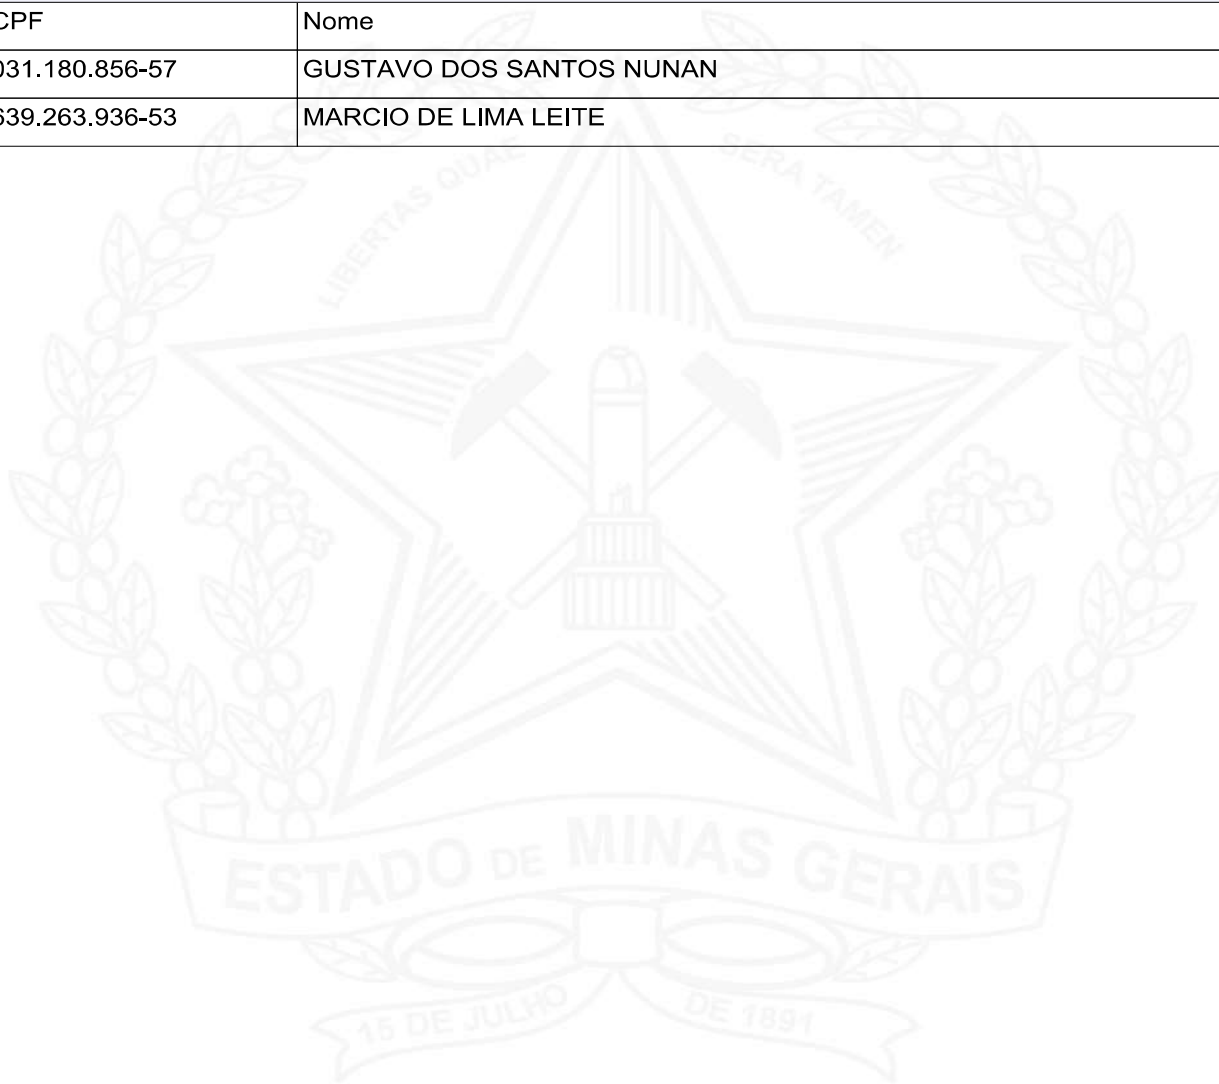 CPF Nome
031.180.856-57 GUSTAVO DOS SANTOS NUNAN
639.263.936-53 MARCIO DE LIMA LEITE
LIBERTAS QUAE SERA TAMEN
ESTADO DE MINAS GERAIS
15 DE JULHO DE 1891